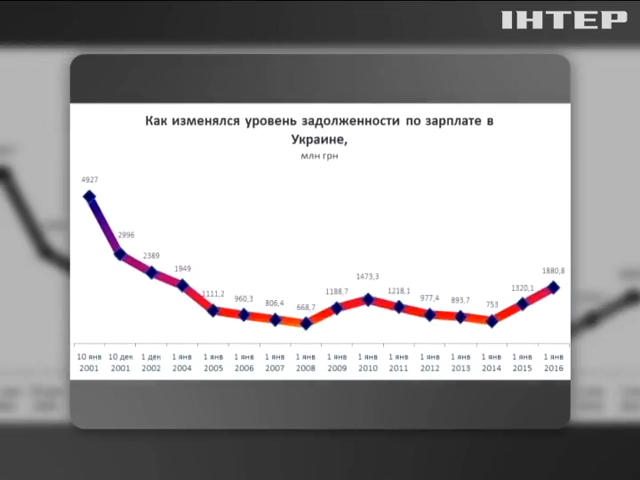 ІНТЕР
Как изменялся уровень задолженности по зарплате в
Украине,
млн грн
4927
2996
2389
1949
1111,2
960,3
806,4
668,7
1188,7
1473,3
1218,1
977,4
893,7
753
1320,1
1880,8
10 янв 10 дек 1 дек 1 янв 1 янв 1 янв 1 янв 1 янв 1 янв 1 янв 1 янв 1 янв 1 янв 1 янв 1 янв 1 янв
2001 2001 2002 2004 2005 2006 2007 2008 2009 2010 2011 2012 2013 2014 2015 2016